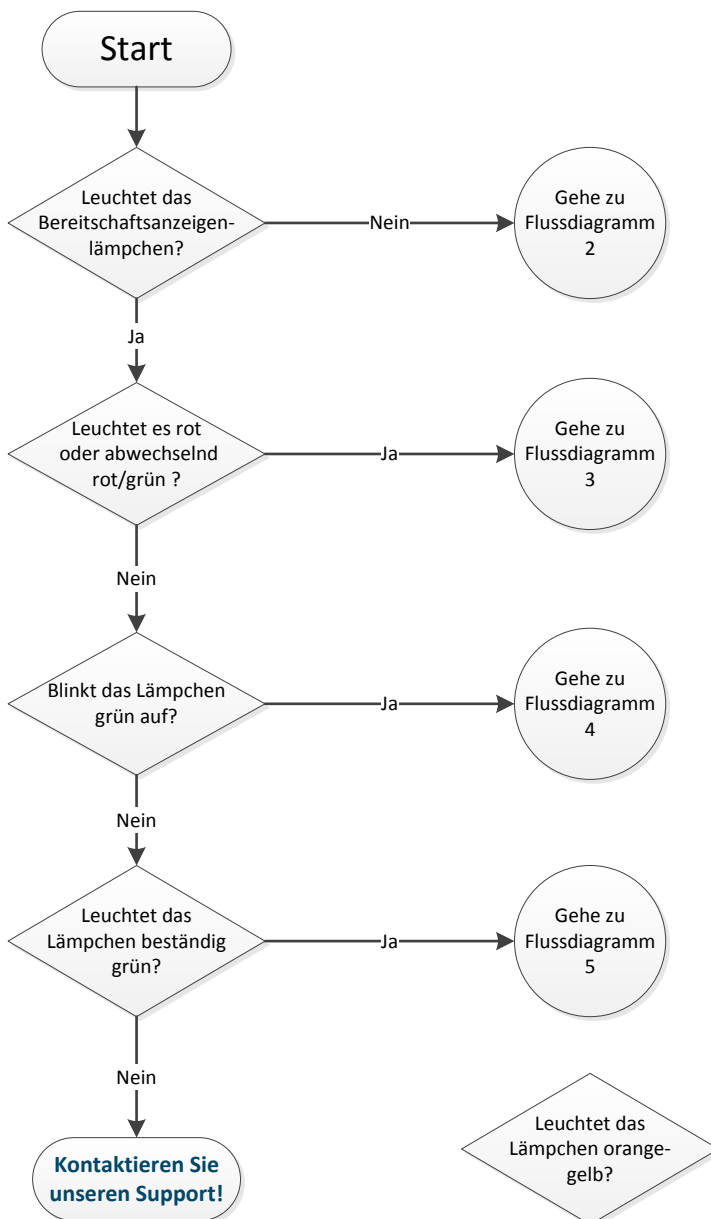 Start
Leuchtet das
Bereitschaftsanzeigen-
lämpchen?
Nein
Gehe zu
Flussdiagramm
2
Ja
Leuchtet es rot
oder abwechselnd
rot/grün ?
Ja
Gehe zu
Flussdiagramm
3
Nein
Blinkt das Lämpchen
grün auf?
Ja
Gehe zu
Flussdiagramm
4
Nein
Leuchtet das
Lämpchen beständig
grün?
Ja
Gehe zu
Flussdiagramm
5
Nein
Kontaktieren Sie
unseren Support!
Leuchtet das
Lämpchen orange-
gelb?